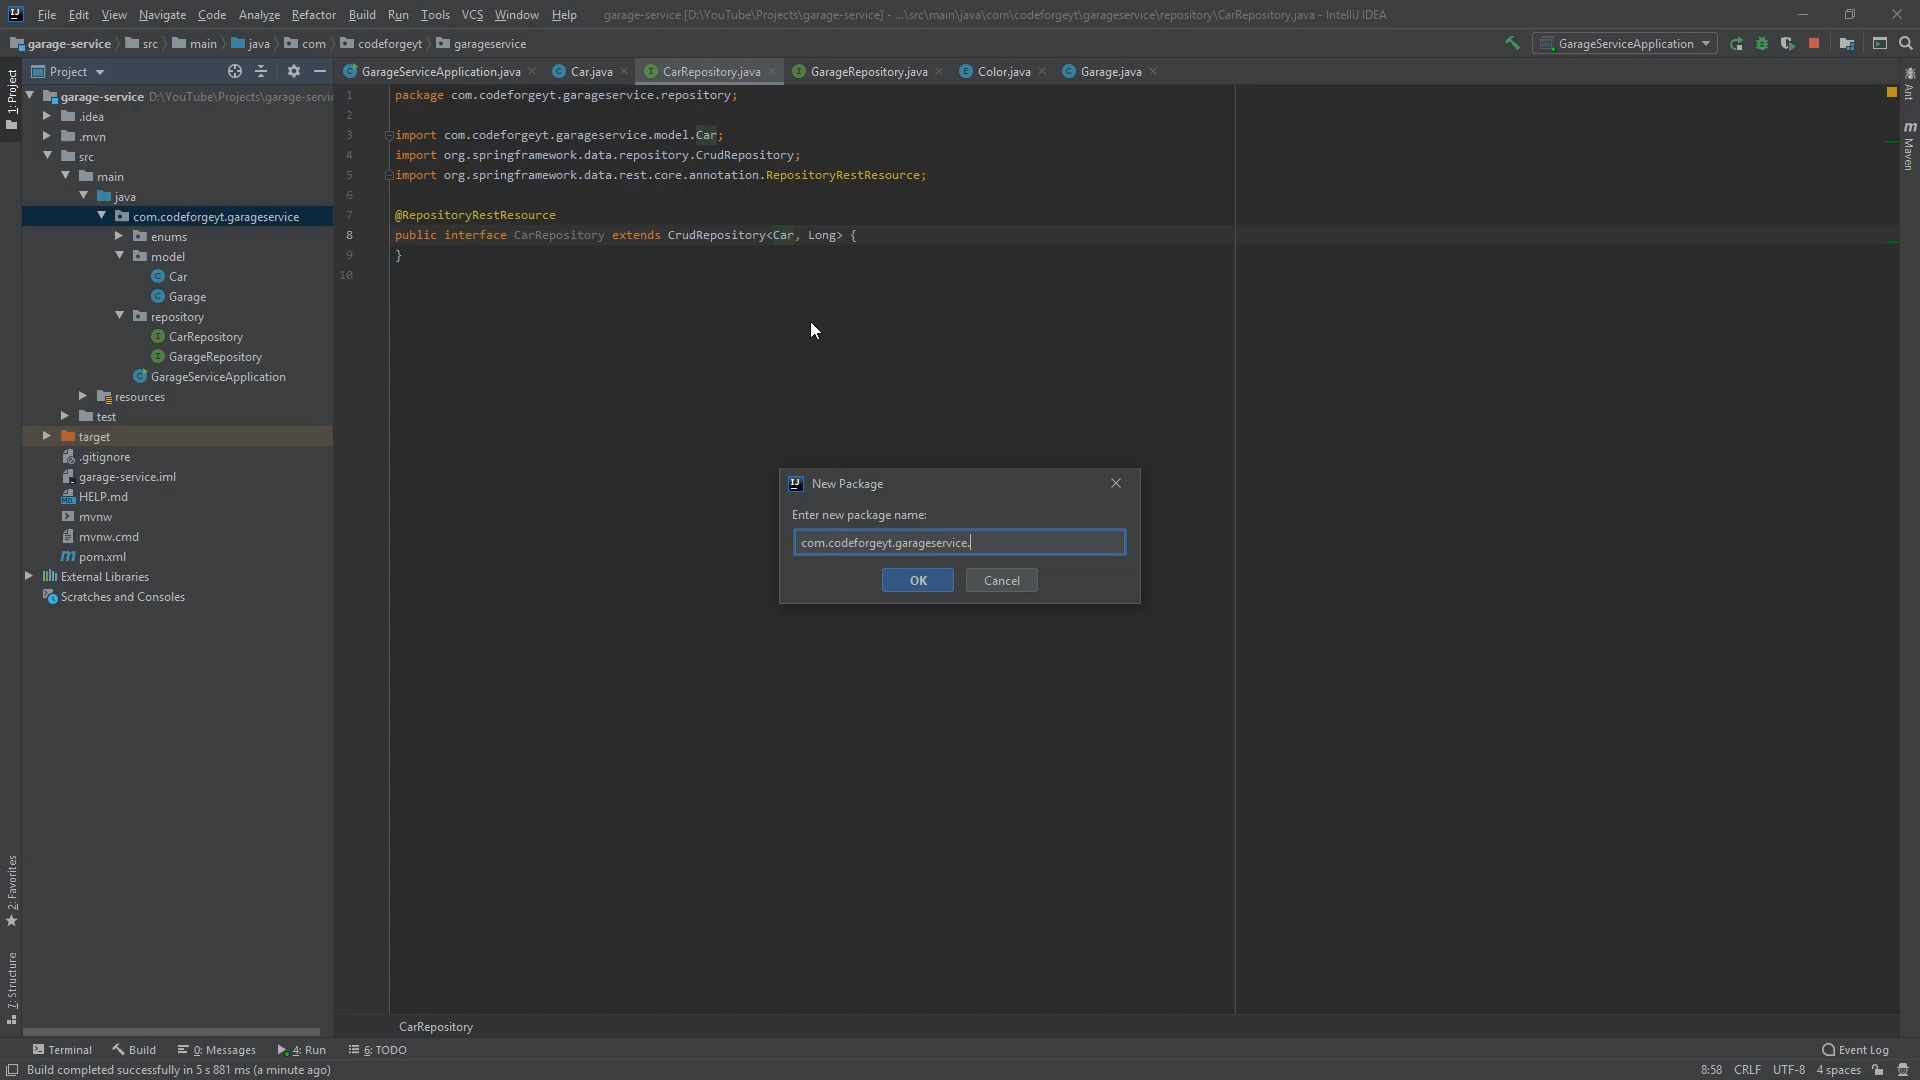 File Edit View Navigate Code Analyze Refactor Build Run Tools VCS Window Help garage-service [D:\YouTube\Projects\garage-service] - ...\src\main\java\com\codeforgeyt\garageservice\repository\CarRepository.java - IntelliJ IDEA
garage-service src main java com codeforgeyt garageservice GarageServiceApplication
Project GarageServiceApplication.java Car.java CarRepository.java GarageRepository.java Color.java Garage.java
1: Project
Ant
Maven
2: Favorites
7: Structure
garage-service D:\YouTube\Projects\garage-servi
.idea
.mvn
src
main
java
com.codeforgeyt.garageservice
enums
model
Car
Garage
repository
CarRepository
GarageRepository
GarageServiceApplication
resources
test
target
.gitignore
garage-service.iml
HELP.md
mvnw
mvnw.cmd
pom.xml
External Libraries
Scratches and Consoles
1 package com.codeforgeyt.garageservice.repository;
2
3 import com.codeforgeyt.garageservice.model.Car;
4 import org.springframework.data.repository.CrudRepository;
5 import org.springframework.data.rest.core.annotation.RepositoryRestResource;
6
7 @RepositoryRestResource
8 public interface CarRepository extends CrudRepository<Car, Long> {
9 }
10
New Package
Enter new package name:
com.codeforgeyt.garageservice.
OK Cancel
CarRepository
Terminal Build 0: Messages 4: Run 6: TODO Event Log
Build completed successfully in 5 s 881 ms (a minute ago) 8:58 CRLF UTF-8 4 spaces